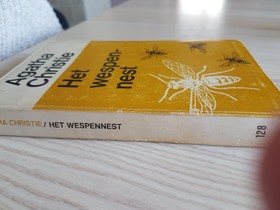 Agatha
Christie
Het
wespen-
nest
HA CHRISTIE / HET WESPENNEST
128